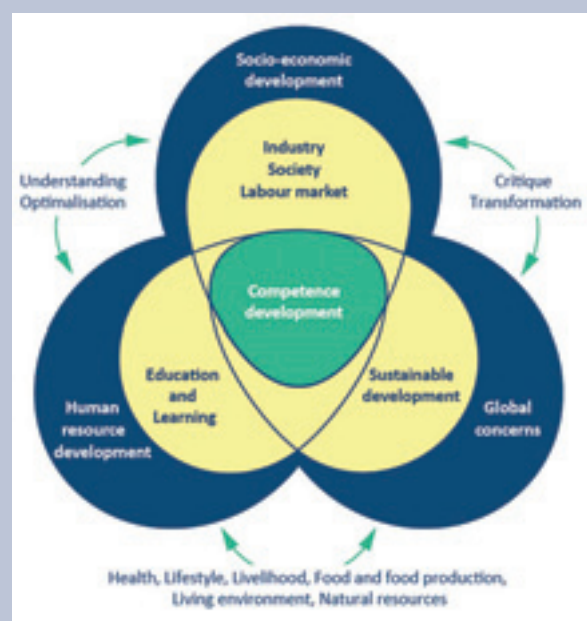 Socio-economic
development
Industry
Society
Labour market
Understanding
Optimalisation
Critique
Transformation
Competence
development
Education
and
Learning
Sustainable
development
Human
resource
development
Global
concerns
Health, Lifestyle, Livelihood, Food and food production,
Living environment, Natural resources